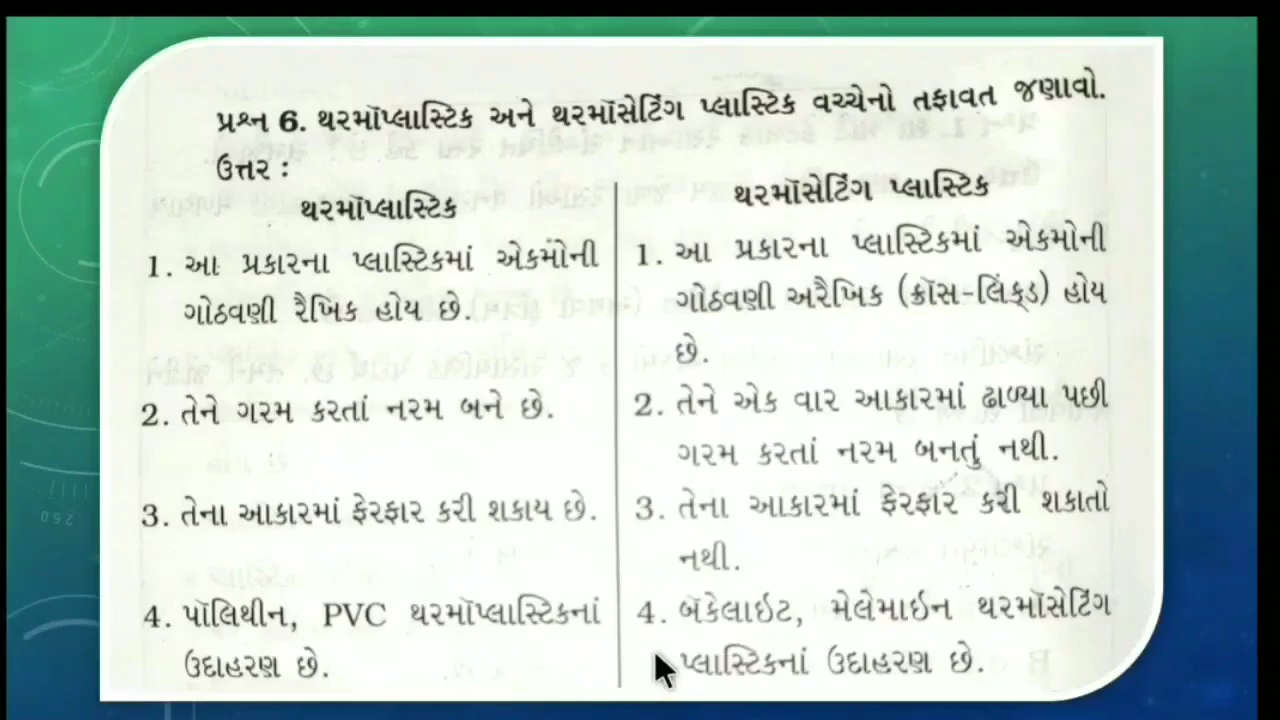 પ્રશ્ન 6. થરમૉપ્લાસ્ટિક અને થરમૉસેટિંગ પ્લાસ્ટિક વચ્ચેનો તફાવત જણાવો.
ઉત્તર :
થરમૉપ્લાસ્ટિક
1. આ પ્રકારના પ્લાસ્ટિકમાં એકમોની
ગોઠવણી રૈખિક હોય છે.
2. તેને ગરમ કરતાં નરમ બને છે.
3. તેના આકારમાં ફેરફાર કરી શકાય છે.
4. પૉલિથીન, PVC થરમૉપ્લાસ્ટિકનાં
ઉદાહરણ છે.
થરમૉસેટિંગ પ્લાસ્ટિક
1. આ પ્રકારના પ્લાસ્ટિકમાં એકમોની
ગોઠવણી અરૈખિક (ક્રૉસ-લિંક્ડ) હોય
છે.
2. તેને એક વાર આકારમાં ઢાળ્યા પછી
ગરમ કરતાં નરમ બનતું નથી.
3. તેના આકારમાં ફેરફાર કરી શકાતો
નથી.
4. બૅકેલાઇટ, મેલેમાઇન થરમૉસેટિંગ
પ્લાસ્ટિકનાં ઉદાહરણ છે.